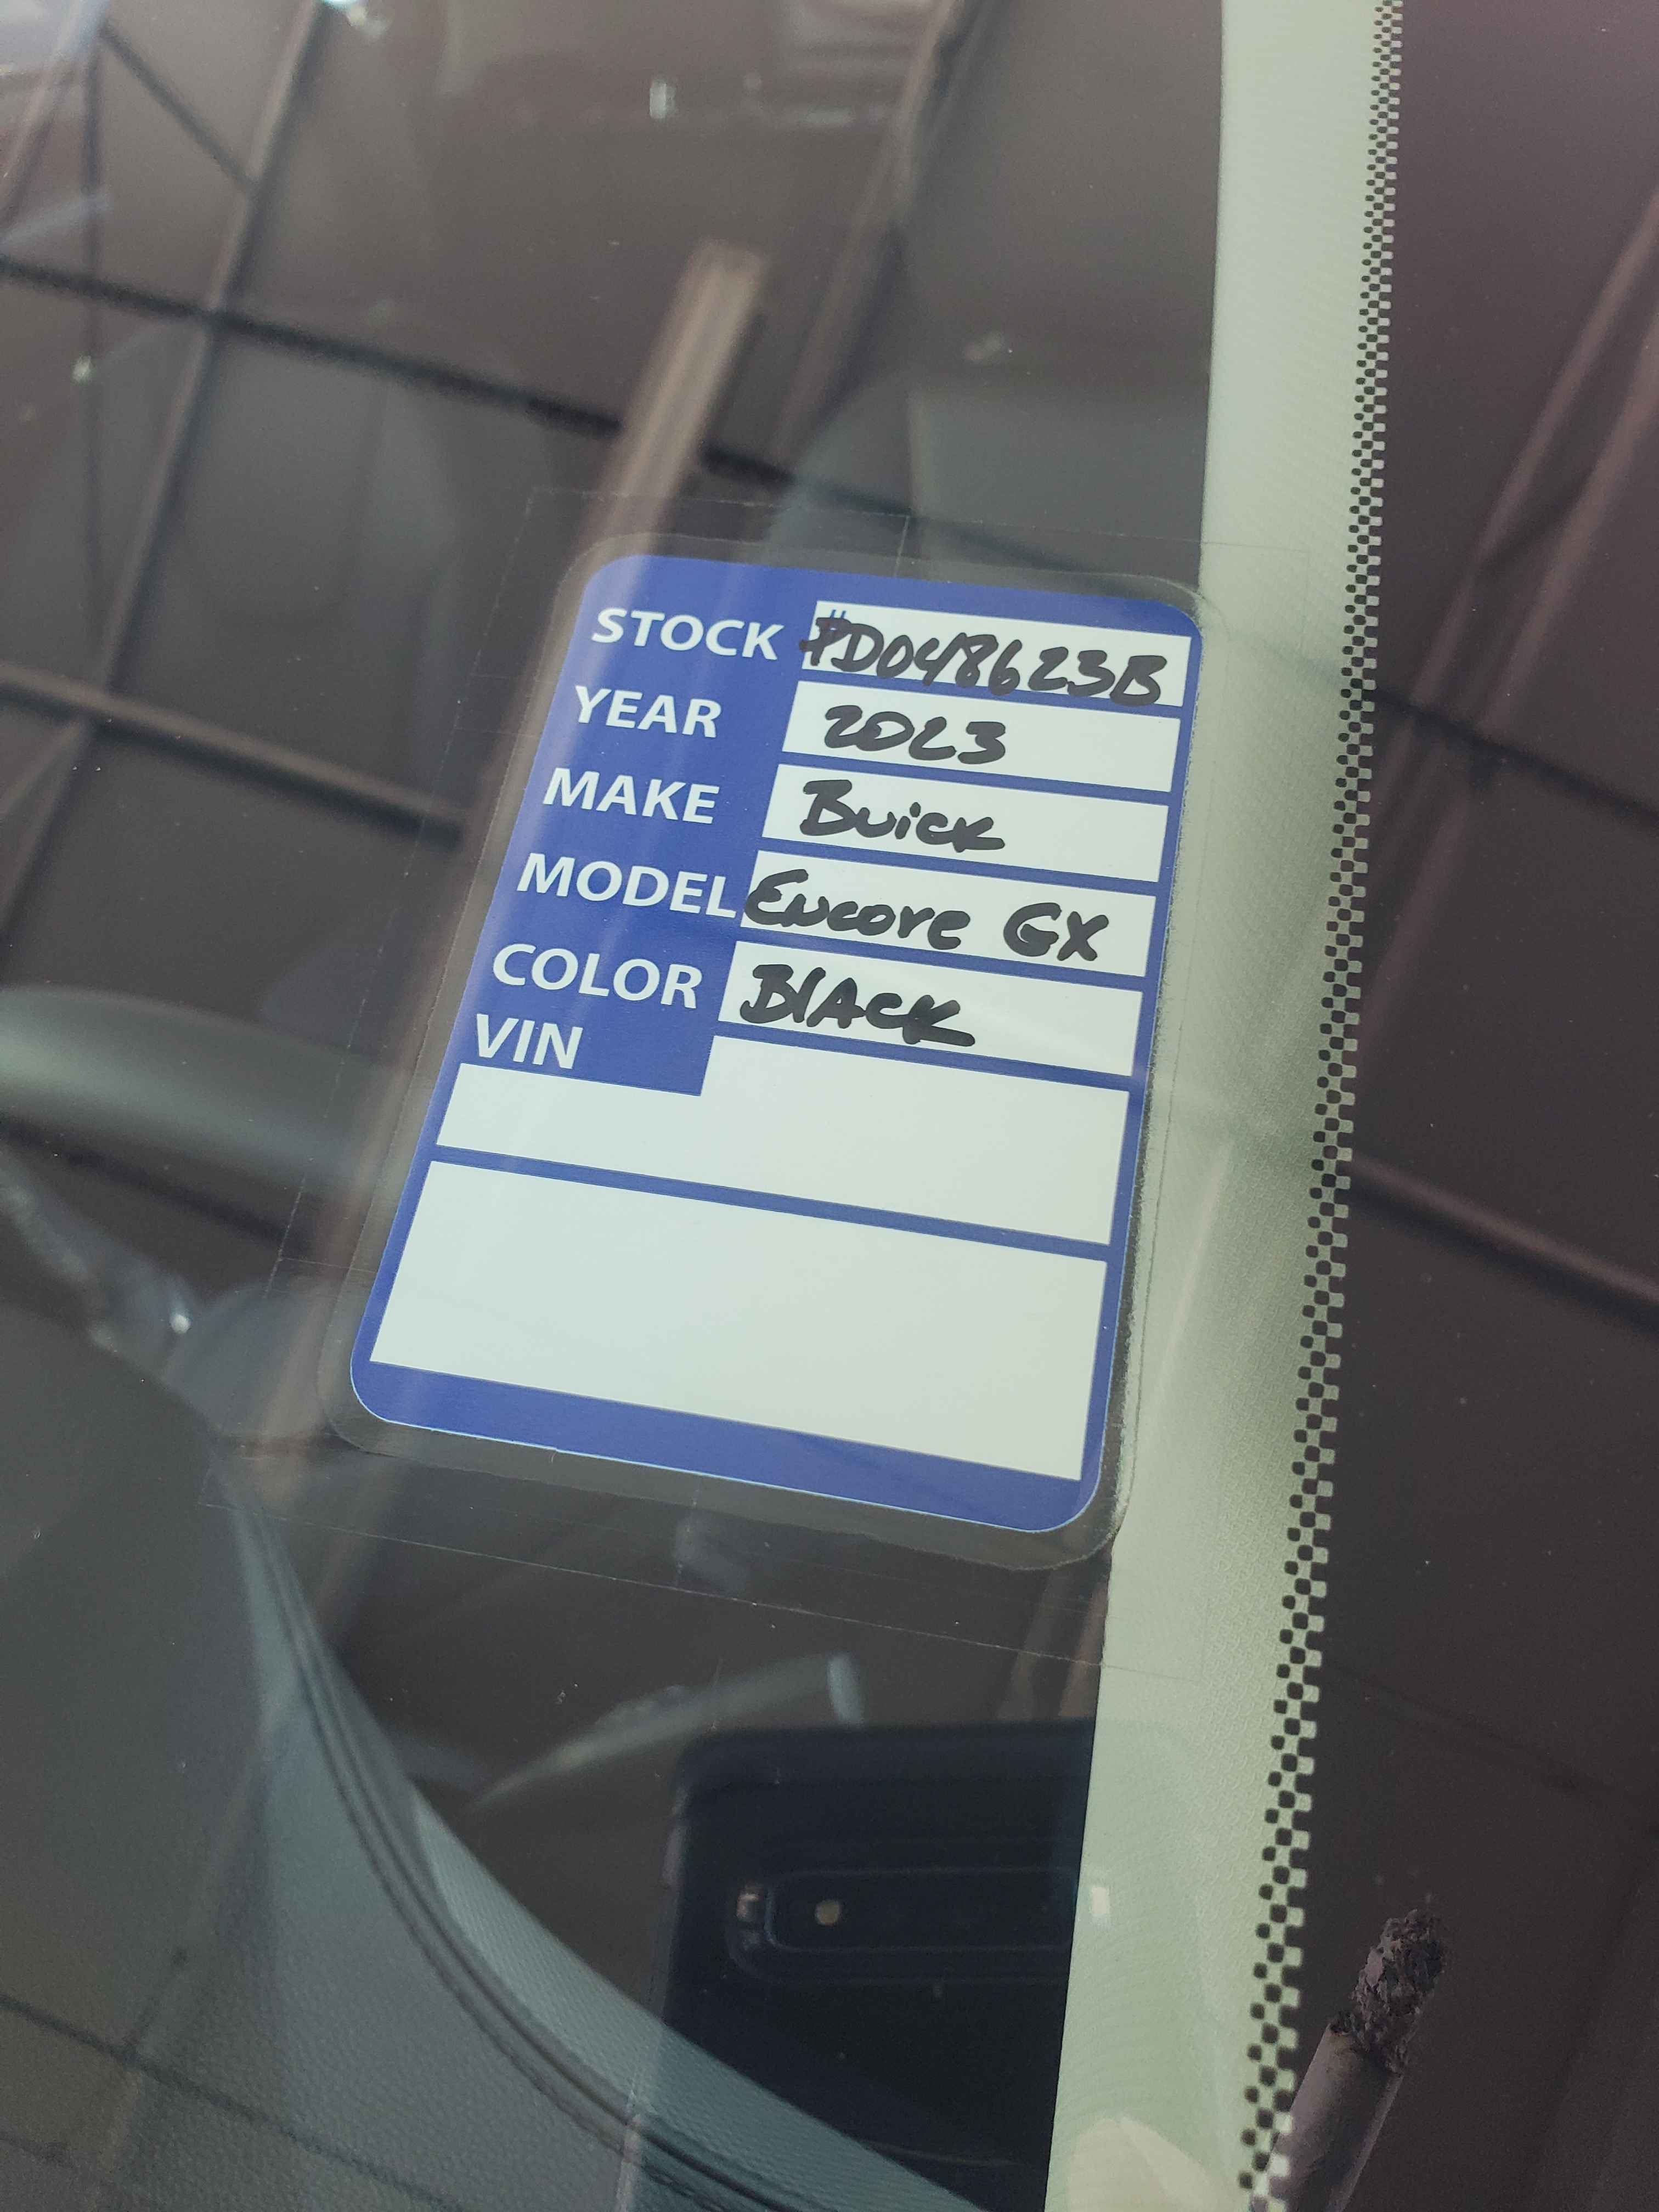 STOCK # PD048623B
YEAR 2023
MAKE Buick
MODEL Encore GX
COLOR BlACK
VIN